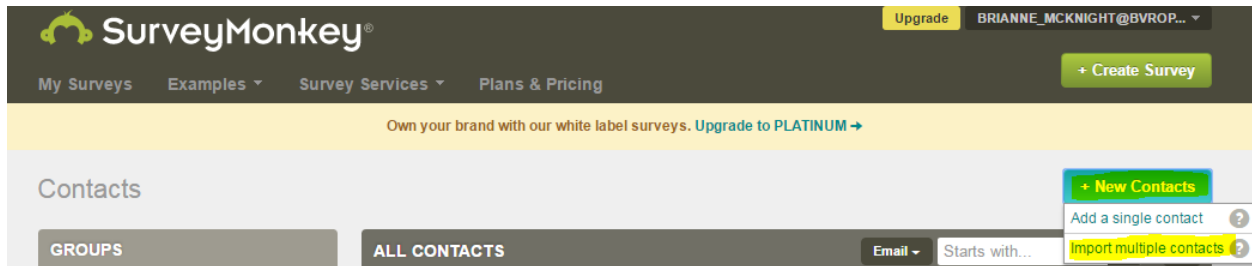 SurveyMonkey®
Upgrade
BRIANNE_MCKNIGHT@BVROP...
My Surveys Examples Survey Services Plans & Pricing
+ Create Survey
Own your brand with our white label surveys. Upgrade to PLATINUM →
Contacts
+ New Contacts
Add a single contact ?
GROUPS
ALL CONTACTS
Email
Starts with...
Import multiple contacts ?